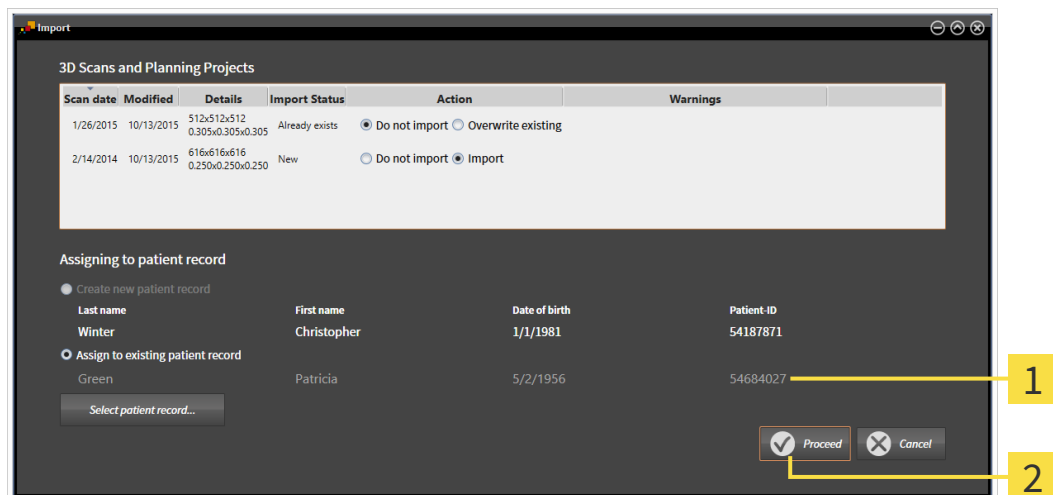 Import
3D Scans and Planning Projects
Scan date Modified Details Import Status Action Warnings
1/26/2015 10/13/2015 512x512x512 0.305x0.305x0.305 Already exists Do not import Overwrite existing
2/14/2014 10/13/2015 616x616x616 0.250x0.250x0.250 New Do not import Import
Assigning to patient record
Create new patient record
Last name First name Date of birth Patient-ID
Winter Christopher 1/1/1981 54187871
Assign to existing patient record
Green Patricia 5/2/1956 54684027 1
Select patient record...
Proceed Cancel
2